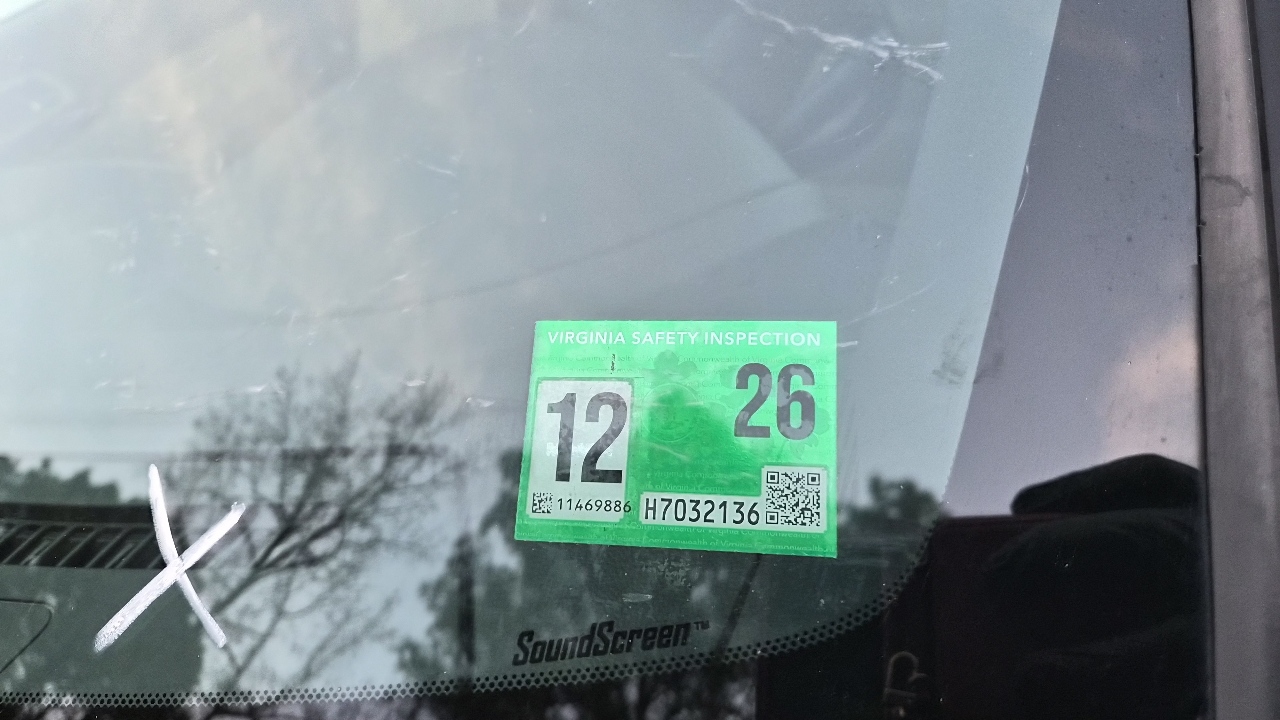 VIRGINIA SAFETY INSPECTION
12
26
11469886
H7032136
X
SoundScreen™